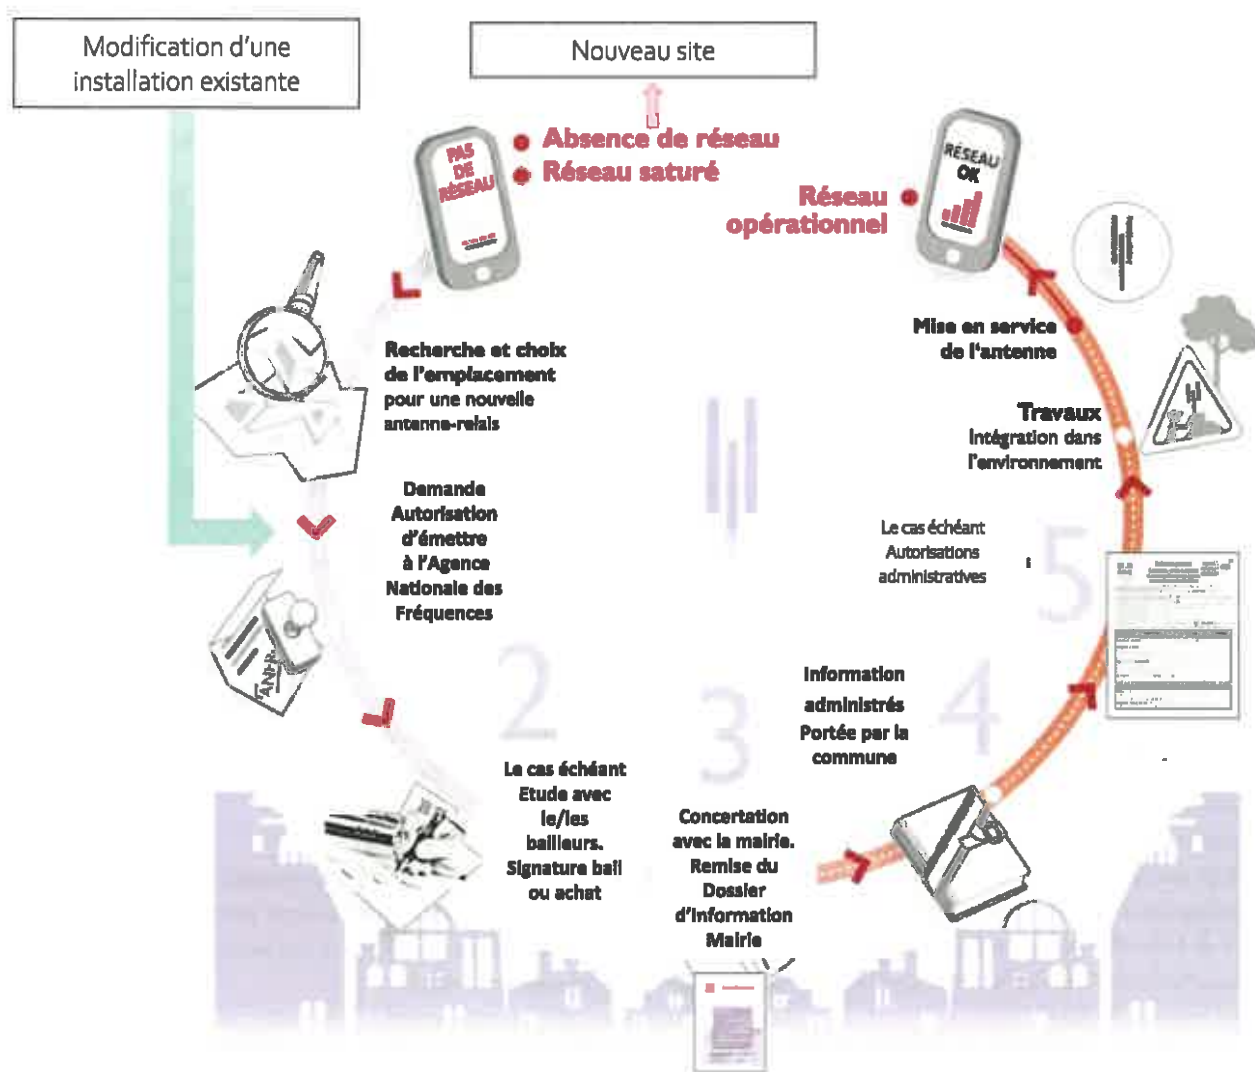 Modification d'une
installation existante
Nouveau site
PAS
DE
RÉSEAU
Absence de réseau
Réseau saturé
RÉSEAU
OK
Réseau
opérationnel
Recherche et choix
de l'emplacement
pour une nouvelle
antenne-relais
Demande
Autorisation
d'émettre
à l'Agence
Nationale des
Fréquences
ANFR
2
Le cas échéant
Etude avec
le/les
bailleurs.
Signature bail
ou achat
3
Concertation
avec la mairie.
Remise du
Dossier
d'Information
Mairie
4
Information
administrés
Portée par la
commune
5
Le cas échéant
Autorisations
administratives
Travaux
Intégration dans
l'environnement
Mise en service
de l'antenne